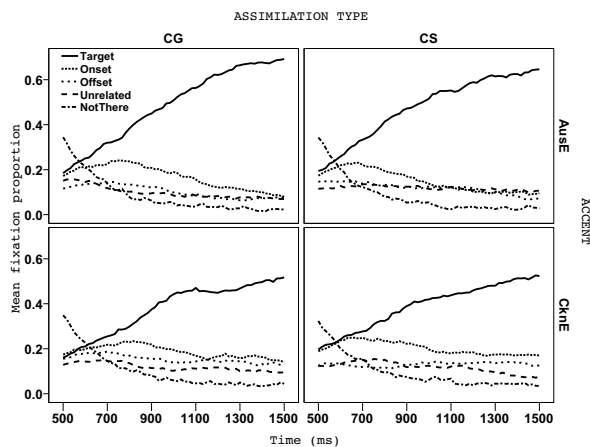 ASSIMILATION TYPE
CG CS
Target
Onset
Offset
Unrelated
NotThere
0.6
0.4
0.2
0.0
AusE
Mean fixation proportion
ACCENT
0.6
0.4
0.2
0.0
CknE
500 700 900 1100 1300 1500 500 700 900 1100 1300 1500
Time (ms)